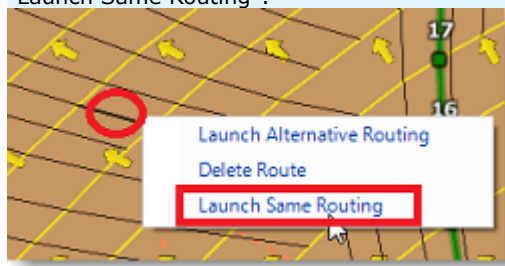 Launch Same Routing".
17
16
Launch Alternative Routing
Delete Route
Launch Same Routing